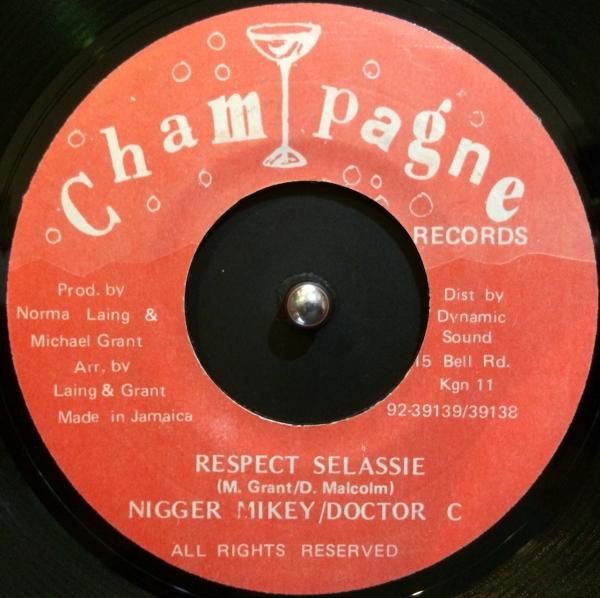 Champagne
RECORDS
Prod. by
Norma Laing &
Michael Grant
Arr, by
Laing & Grant
Made in Jamaica
Dist by
Dynamic
Sound
15 Bell Rd.
Kgn 11
92-39139/39138
RESPECT SELASSIE
(M. Grant/D. Malcolm)
NIGGER MIKEY/DOCTOR C
ALL RIGHTS RESERVED